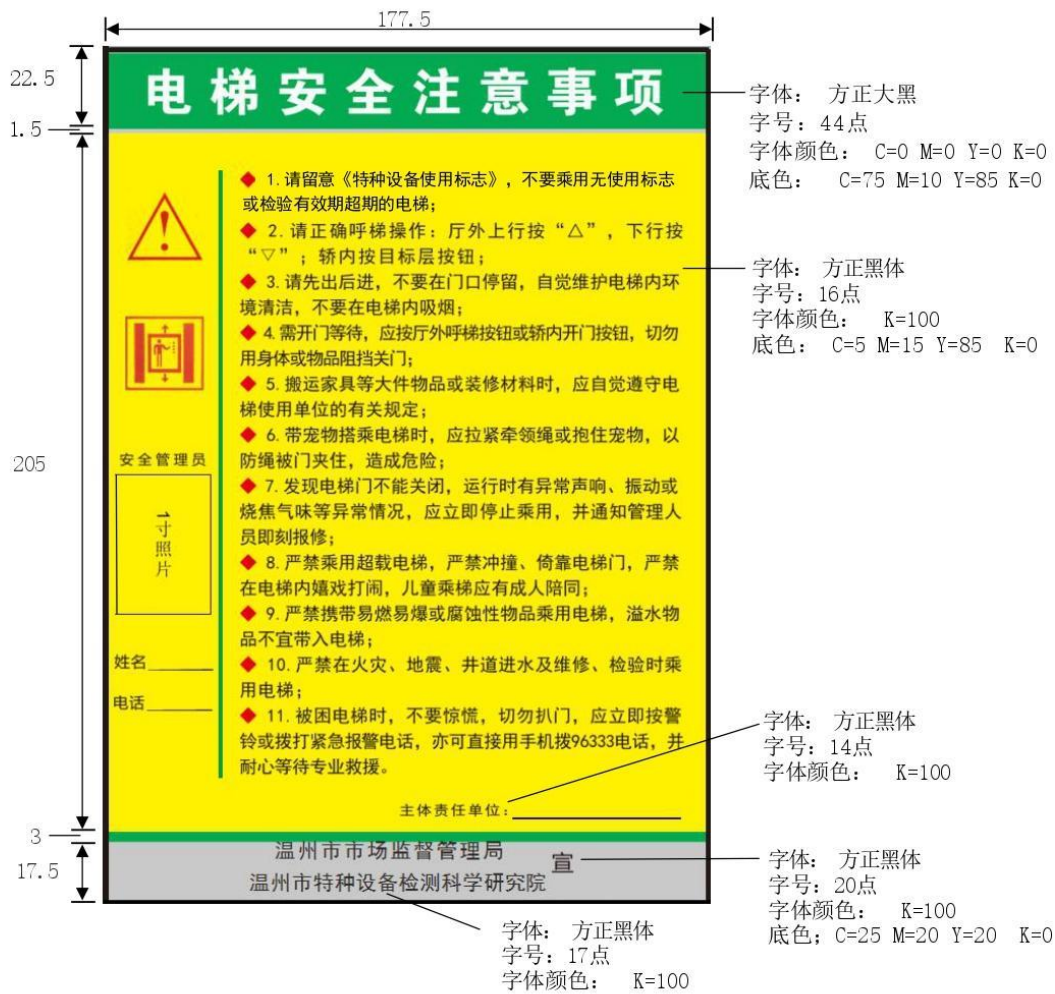 177.5
22.5
1.5
205
3
17.5
电梯安全注意事项
字体： 方正大黑
字号：44点
字体颜色： C=0 M=0 Y=0 K=0
底色： C=75 M=10 Y=85 K=0
◆ 1.请留意《特种设备使用标志》，不要乘用无使用标志
或检验有效期超期的电梯；
◆ 2.请正确呼梯操作：厅外上行按“△”，下行按
“▽”；轿内按目标层按钮；
◆ 3.请先出后进，不要在门口停留，自觉维护电梯内环
境清洁，不要在电梯内吸烟；
◆ 4.需开门等待，应按厅外呼梯按钮或轿内开门按钮，切勿
用身体或物品阻挡关门；
◆ 5.搬运家具等大件物品或装修材料时，应自觉遵守电
梯使用单位的有关规定；
◆ 6.带宠物搭乘电梯时，应拉紧牵领绳或抱住宠物，以
防绳被门夹住，造成危险；
◆ 7.发现电梯门不能关闭，运行时有异常声响、振动或
烧焦气味等异常情况，应立即停止乘用，并通知管理人
员即刻报修；
◆ 8.严禁乘用超载电梯，严禁冲撞、倚靠电梯门，严禁
在电梯内嬉戏打闹，儿童乘梯应有成人陪同；
◆ 9.严禁携带易燃易爆或腐蚀性物品乘用电梯，溢水物
品不宜带入电梯；
◆ 10.严禁在火灾、地震、井道进水及维修、检验时乘
用电梯；
◆ 11.被困电梯时，不要惊慌，切勿扒门，应立即按警
铃或拨打紧急报警电话，亦可直接用手机拨96333电话，并
耐心等待专业救援。
字体： 方正黑体
字号：16点
字体颜色： K=100
底色： C=5 M=15 Y=85 K=0
安全管理员
1寸照片
姓名______
电话______
主体责任单位：
字体： 方正黑体
字号：14点
字体颜色： K=100
温州市市场监督管理局
温州市特种设备检测科学研究院
宣
字体： 方正黑体
字号：20点
字体颜色： K=100
底色；C=25 M=20 Y=20 K=0
字体： 方正黑体
字号：17点
字体颜色： K=100